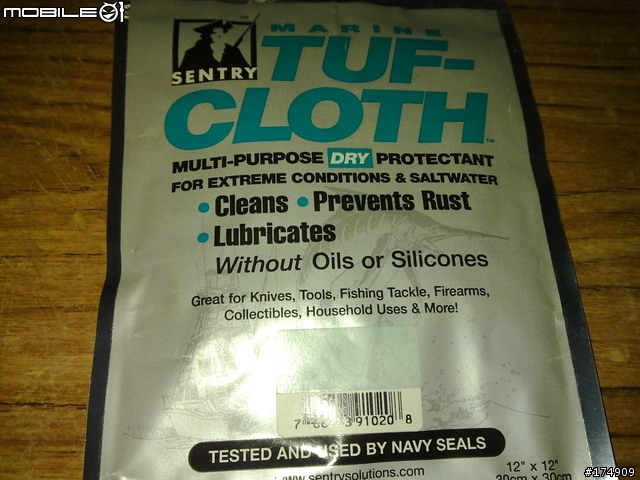 MOBILE01
SENTRY
MARINE
TUF-
CLOTH™
MULTI-PURPOSE DRY PROTECTANT
FOR EXTREME CONDITIONS & SALTWATER
• Cleans • Prevents Rust
• Lubricates
Without Oils or Silicones
Great for Knives, Tools, Fishing Tackle, Firearms,
Collectibles, Household Uses & More!
7 91020 8
TESTED AND USED BY NAVY SEALS
www.sentrysolutions.com
12" x 12"
30cm x 30cm
#174909